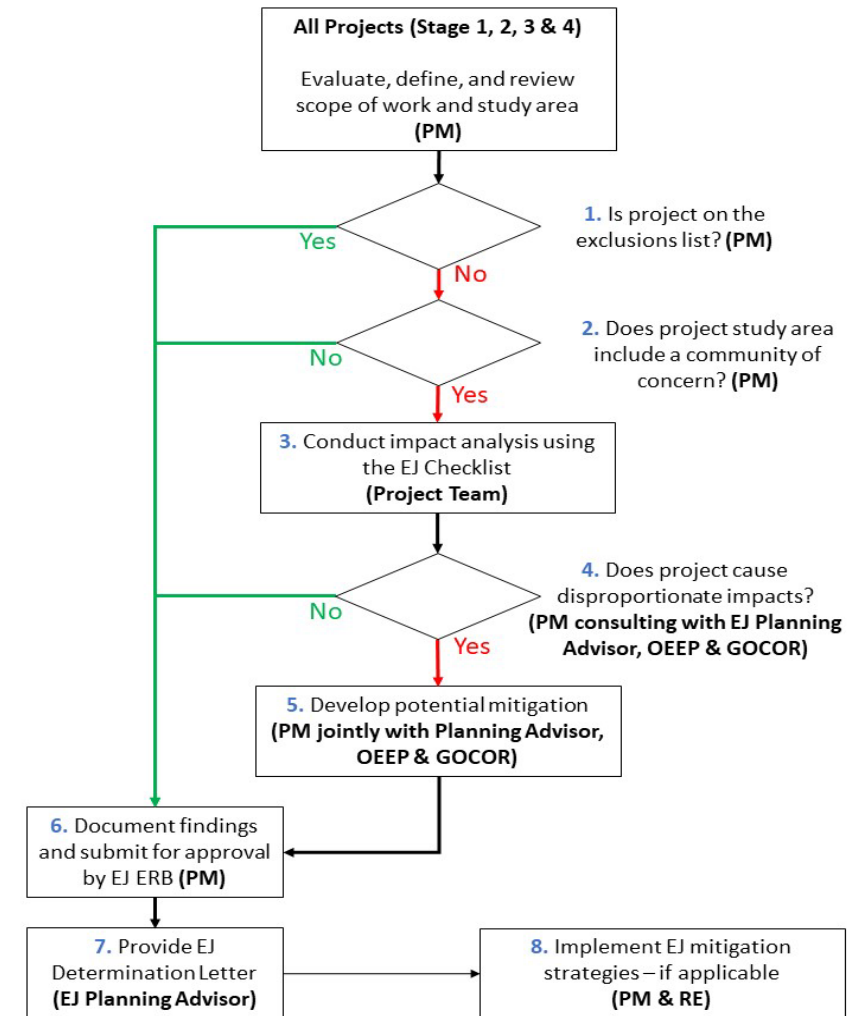 All Projects (Stage 1, 2, 3 & 4)
Evaluate, define, and review
scope of work and study area
(PM)
1. Is project on the
exclusions list? (PM)
Yes
No
2. Does project study area
include a community of
concern? (PM)
No
Yes
3. Conduct impact analysis using
the EJ Checklist
(Project Team)
4. Does project cause
disproportionate impacts?
(PM consulting with EJ Planning
Advisor, OEEP & GOCOR)
No
Yes
5. Develop potential mitigation
(PM jointly with Planning Advisor,
OEEP & GOCOR)
6. Document findings
and submit for approval
by EJ ERB (PM)
7. Provide EJ
Determination Letter
(EJ Planning Advisor)
8. Implement EJ mitigation
strategies – if applicable
(PM & RE)